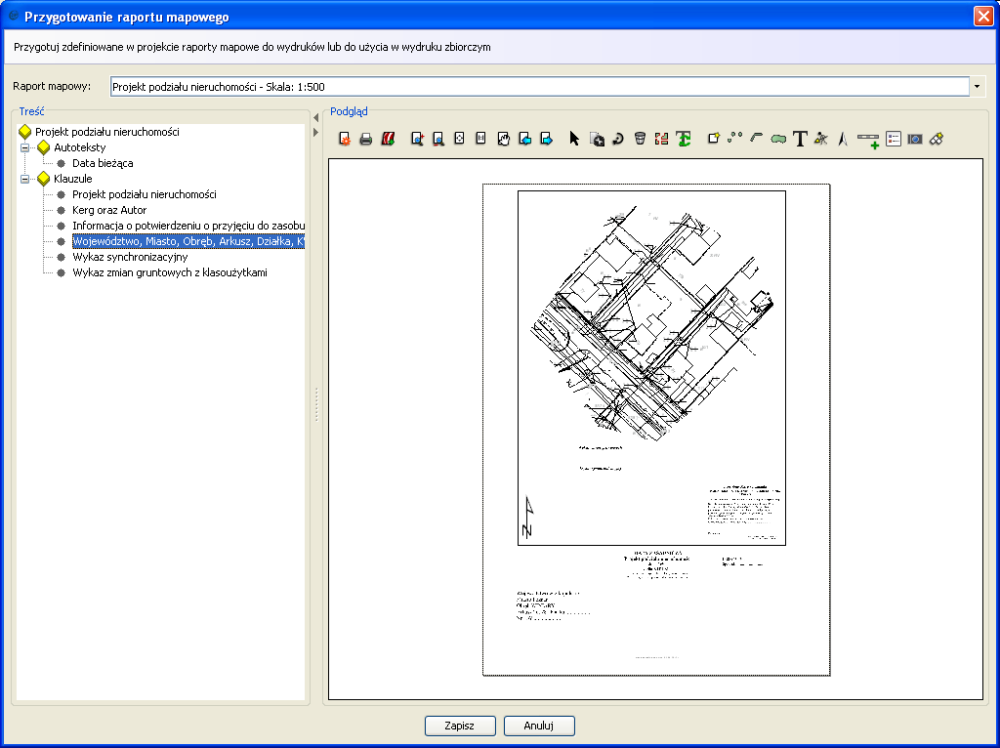 Przygotowanie raportu mapowego
Przygotuj zdefiniowane w projekcie raporty mapowe do wydruków lub do użycia w wydruku zbiorczym
Raport mapowy:
Projekt podziału nieruchomości - Skala: 1:500
Treść
Projekt podziału nieruchomości
Autoteksty
Data bieżąca
Klauzule
Projekt podziału nieruchomości
Kerg oraz Autor
Informacja o potwierdzeniu o przyjęciu do zasobu
Województwo, Miasto, Obręb, Arkusz, Działka, K
Wykaz synchronizacyjny
Wykaz zmian gruntowych z klasoużytkami
Podgląd
Zapisz
Anuluj